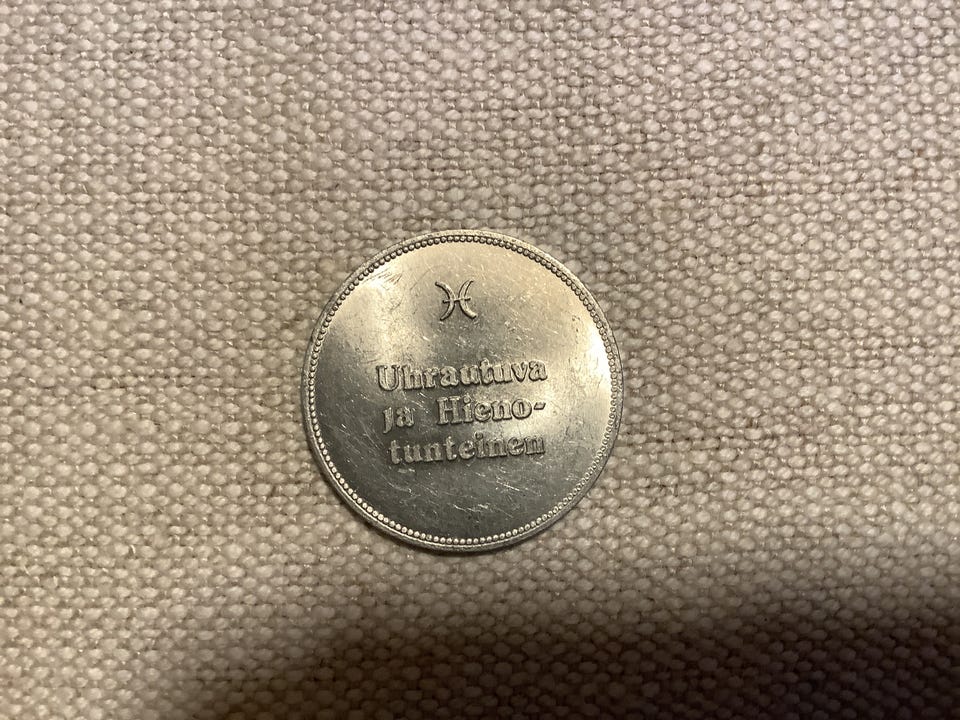 ♓
Uhrautuva
ja Hieno-
tunteinen